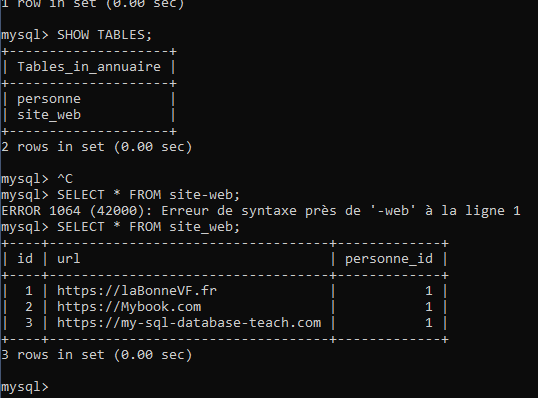 1 row in set (0.00 sec)
mysql> SHOW TABLES;
+--------------------+
| Tables_in_annuaire |
+--------------------+
| personne           |
| site_web           |
+--------------------+
2 rows in set (0.00 sec)
mysql> ^C
mysql> SELECT * FROM site-web;
ERROR 1064 (42000): Erreur de syntaxe près de '-web' à la ligne 1
mysql> SELECT * FROM site_web;
+----+-----------------------------------+-------------+
| id | url                               | personne_id |
+----+-----------------------------------+-------------+
|  1 | https://laBonneVF.fr              |           1 |
|  2 | https://Mybook.com                |           1 |
|  3 | https://my-sql-database-teach.com |           1 |
+----+-----------------------------------+-------------+
3 rows in set (0.00 sec)
mysql>